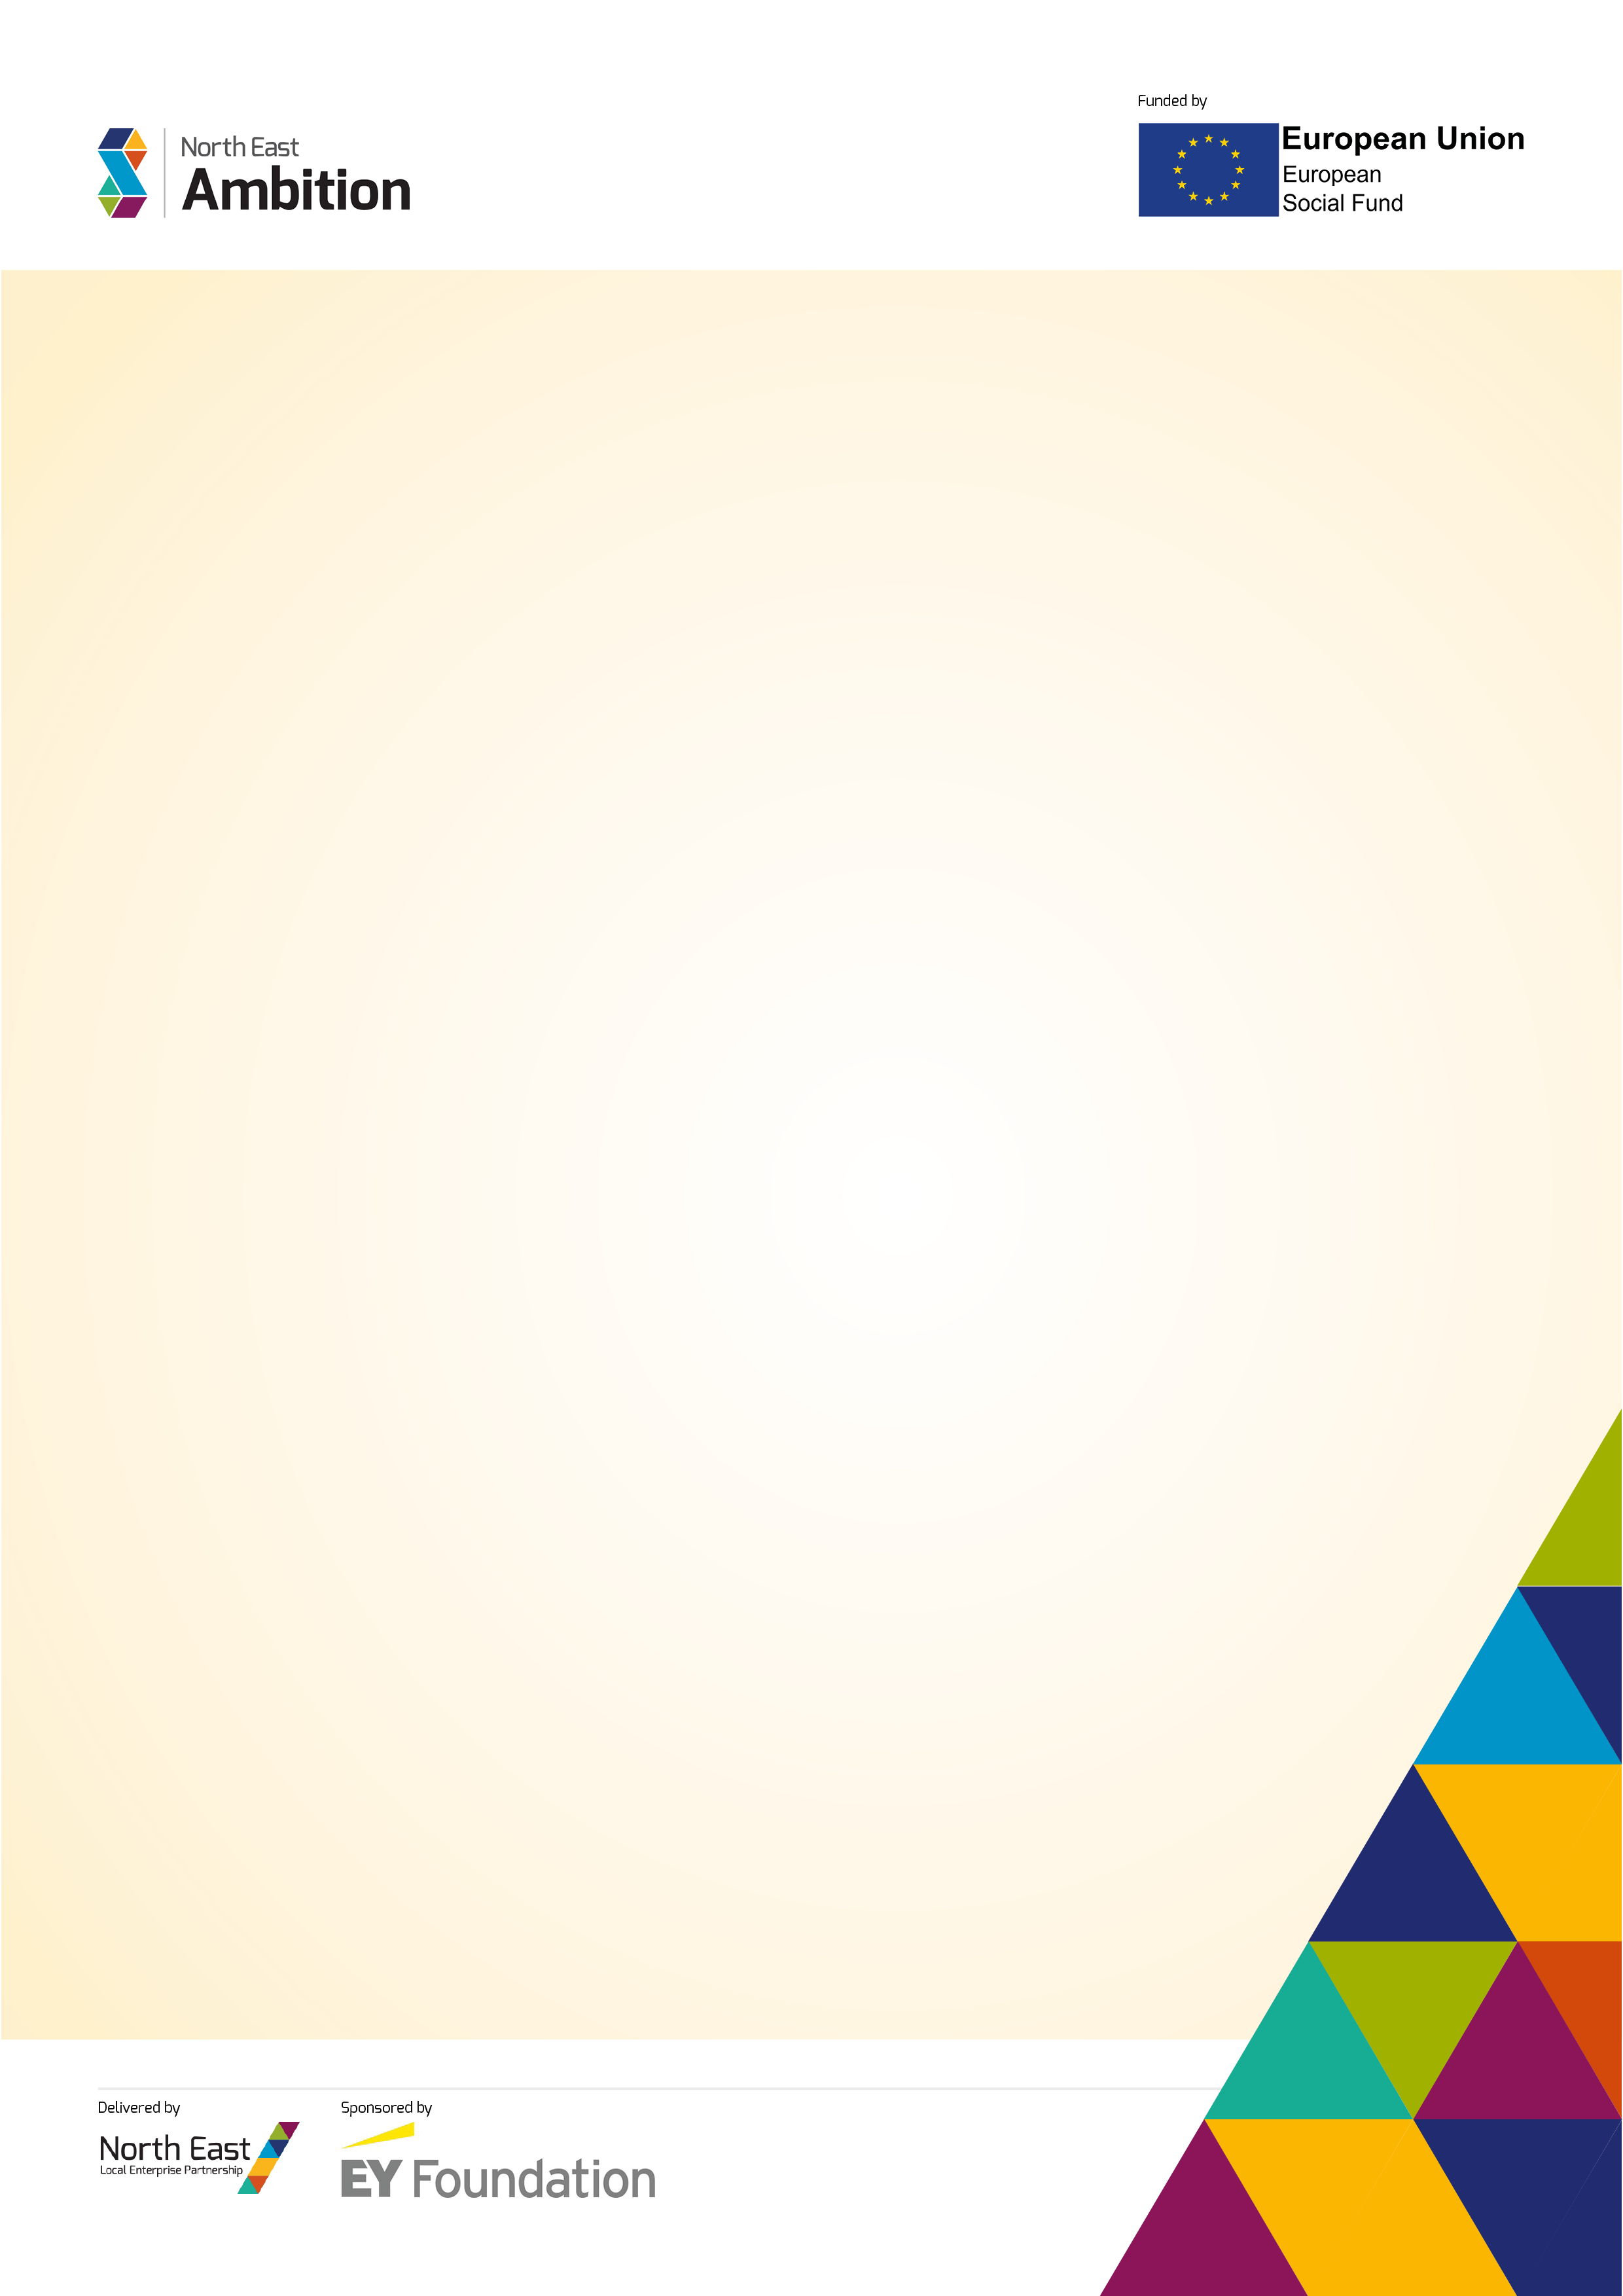 Funded by
North East
Ambition
European Union
European
Social Fund
Delivered by
Sponsored by
North East
Local Enterprise Partnership
EY Foundation